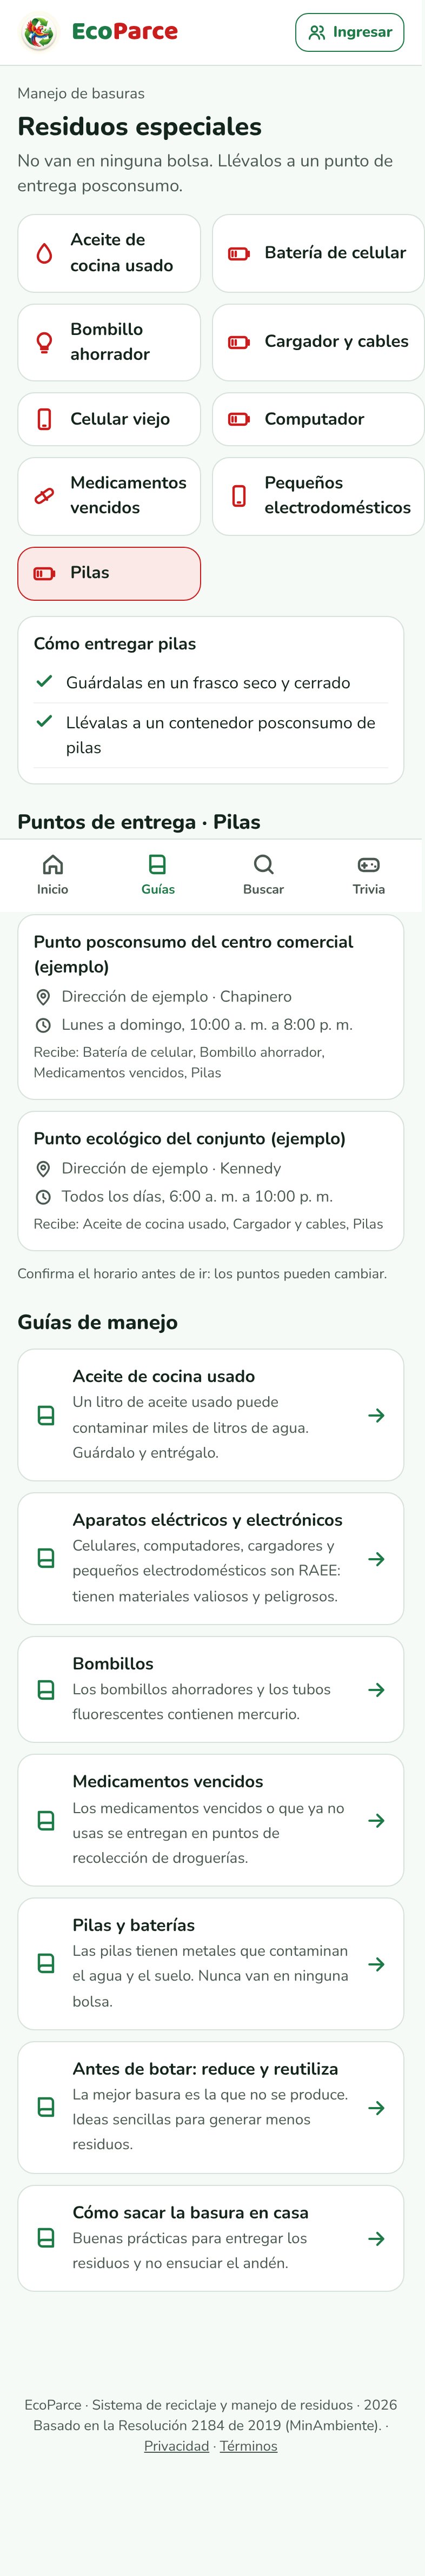 EcoParce
Ingresar
Manejo de basuras
Residuos especiales
No van en ninguna bolsa. Llévalos a un punto de
entrega posconsumo.
Aceite de
cocina usado
Batería de celular
Bombillo
ahorrador
Cargador y cables
Celular viejo
Computador
Medicamentos
vencidos
Pequeños
electrodomésticos
Pilas
Cómo entregar pilas
Guárdalas en un frasco seco y cerrado
Llévalas a un contenedor posconsumo de
pilas
Puntos de entrega · Pilas
Inicio
Guías
Buscar
Trivia
Punto posconsumo del centro comercial
(ejemplo)
Dirección de ejemplo · Chapinero
Lunes a domingo, 10:00 a. m. a 8:00 p. m.
Recibe: Batería de celular, Bombillo ahorrador,
Medicamentos vencidos, Pilas
Punto ecológico del conjunto (ejemplo)
Dirección de ejemplo · Kennedy
Todos los días, 6:00 a. m. a 10:00 p. m.
Recibe: Aceite de cocina usado, Cargador y cables, Pilas
Confirma el horario antes de ir: los puntos pueden cambiar.
Guías de manejo
Aceite de cocina usado
Un litro de aceite usado puede
contaminar miles de litros de agua.
Guárdalo y entrégalo.
Aparatos eléctricos y electrónicos
Celulares, computadores, cargadores y
pequeños electrodomésticos son RAEE:
tienen materiales valiosos y peligrosos.
Bombillos
Los bombillos ahorradores y los tubos
fluorescentes contienen mercurio.
Medicamentos vencidos
Los medicamentos vencidos o que ya no
usas se entregan en puntos de
recolección de droguerías.
Pilas y baterías
Las pilas tienen metales que contaminan
el agua y el suelo. Nunca van en ninguna
bolsa.
Antes de botar: reduce y reutiliza
La mejor basura es la que no se produce.
Ideas sencillas para generar menos
residuos.
Cómo sacar la basura en casa
Buenas prácticas para entregar los
residuos y no ensuciar el andén.
EcoParce · Sistema de reciclaje y manejo de residuos · 2026
Basado en la Resolución 2184 de 2019 (MinAmbiente). ·
Privacidad · Términos